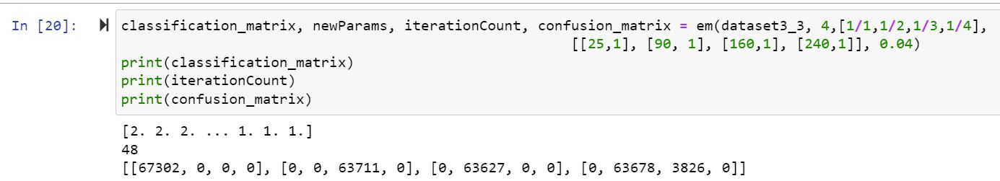 In [20]:
classification_matrix, newParams, iterationCount, confusion_matrix = em(dataset3_3, 4,[1/1,1/2,1/3,1/4],
[[25,1], [90, 1], [160,1], [240,1]], 0.04)
print(classification_matrix)
print(iterationCount)
print(confusion_matrix)
[2. 2. 2. ... 1. 1. 1.]
48
[[67302, 0, 0, 0], [0, 0, 63711, 0], [0, 63627, 0, 0], [0, 63678, 3826, 0]]